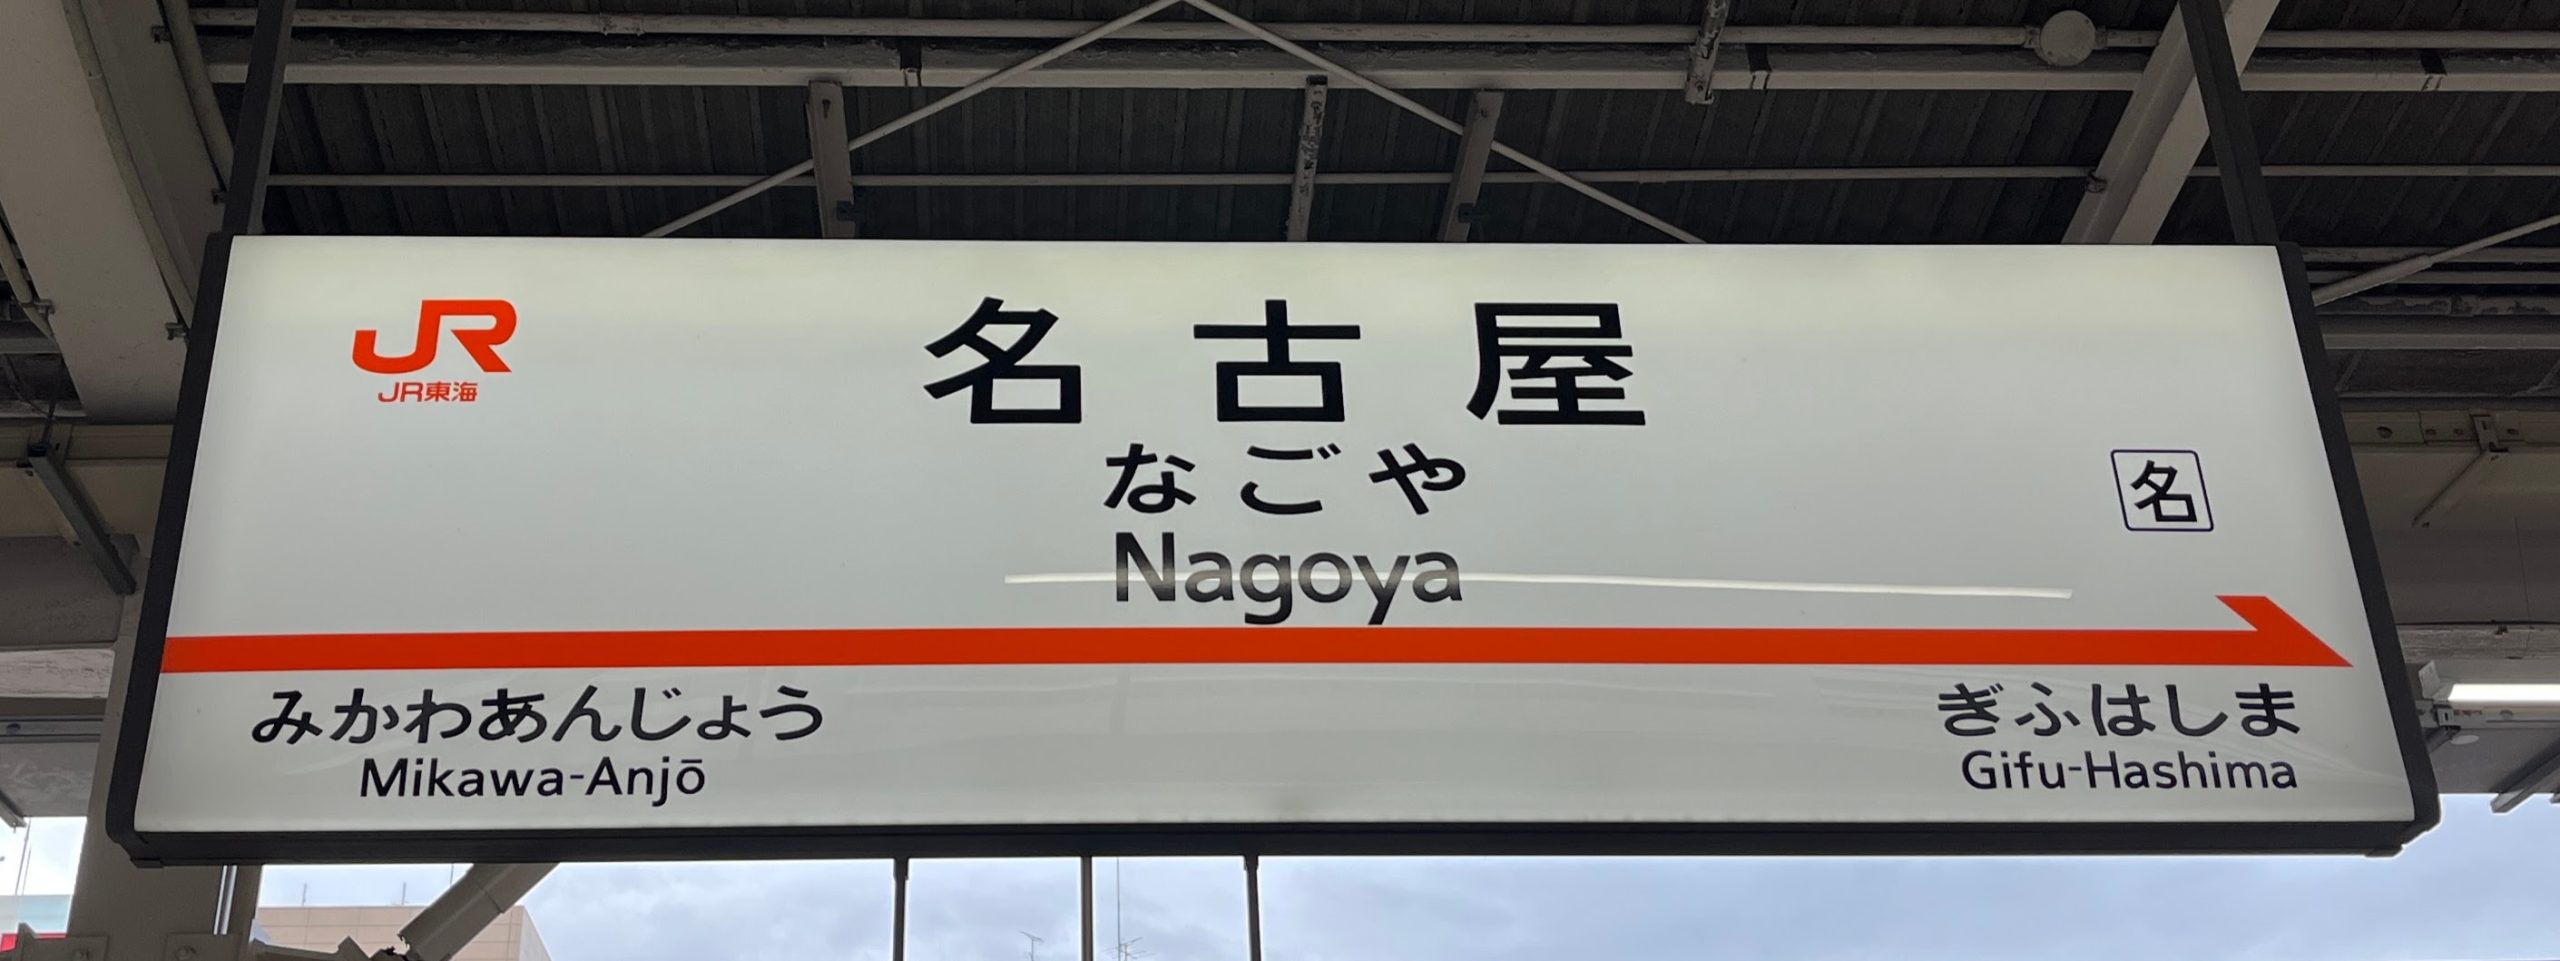 JR
JR東海
名古屋
なごや
Nagoya
名
みかわあんじょう
Mikawa-Anjō
ぎふはしま
Gifu-Hashima